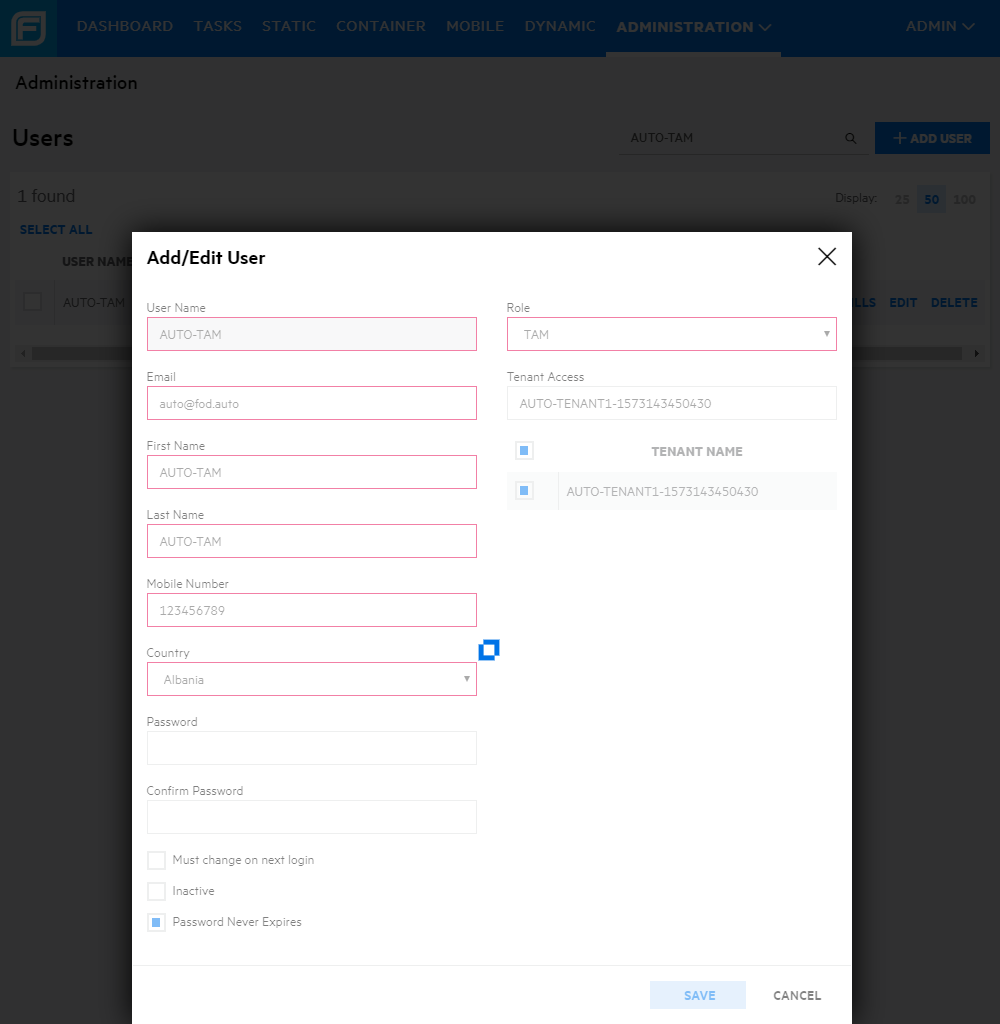 F DASHBOARD TASKS STATIC CONTAINER MOBILE DYNAMIC ADMINISTRATION ADMIN
Administration
Users AUTO-TAM + ADD USER
1 found Display: 25 50 100
SELECT ALL
USER NAME
AUTO-TAM LLS EDIT DELETE
Add/Edit User
User Name
AUTO-TAM
Email
auto@fod.auto
First Name
AUTO-TAM
Last Name
AUTO-TAM
Mobile Number
123456789
Country
Albania
Password
Confirm Password
Must change on next login
Inactive
Password Never Expires
Role
TAM
Tenant Access
AUTO-TENANT1-1573143450430
TENANT NAME
AUTO-TENANT1-1573143450430
SAVE CANCEL